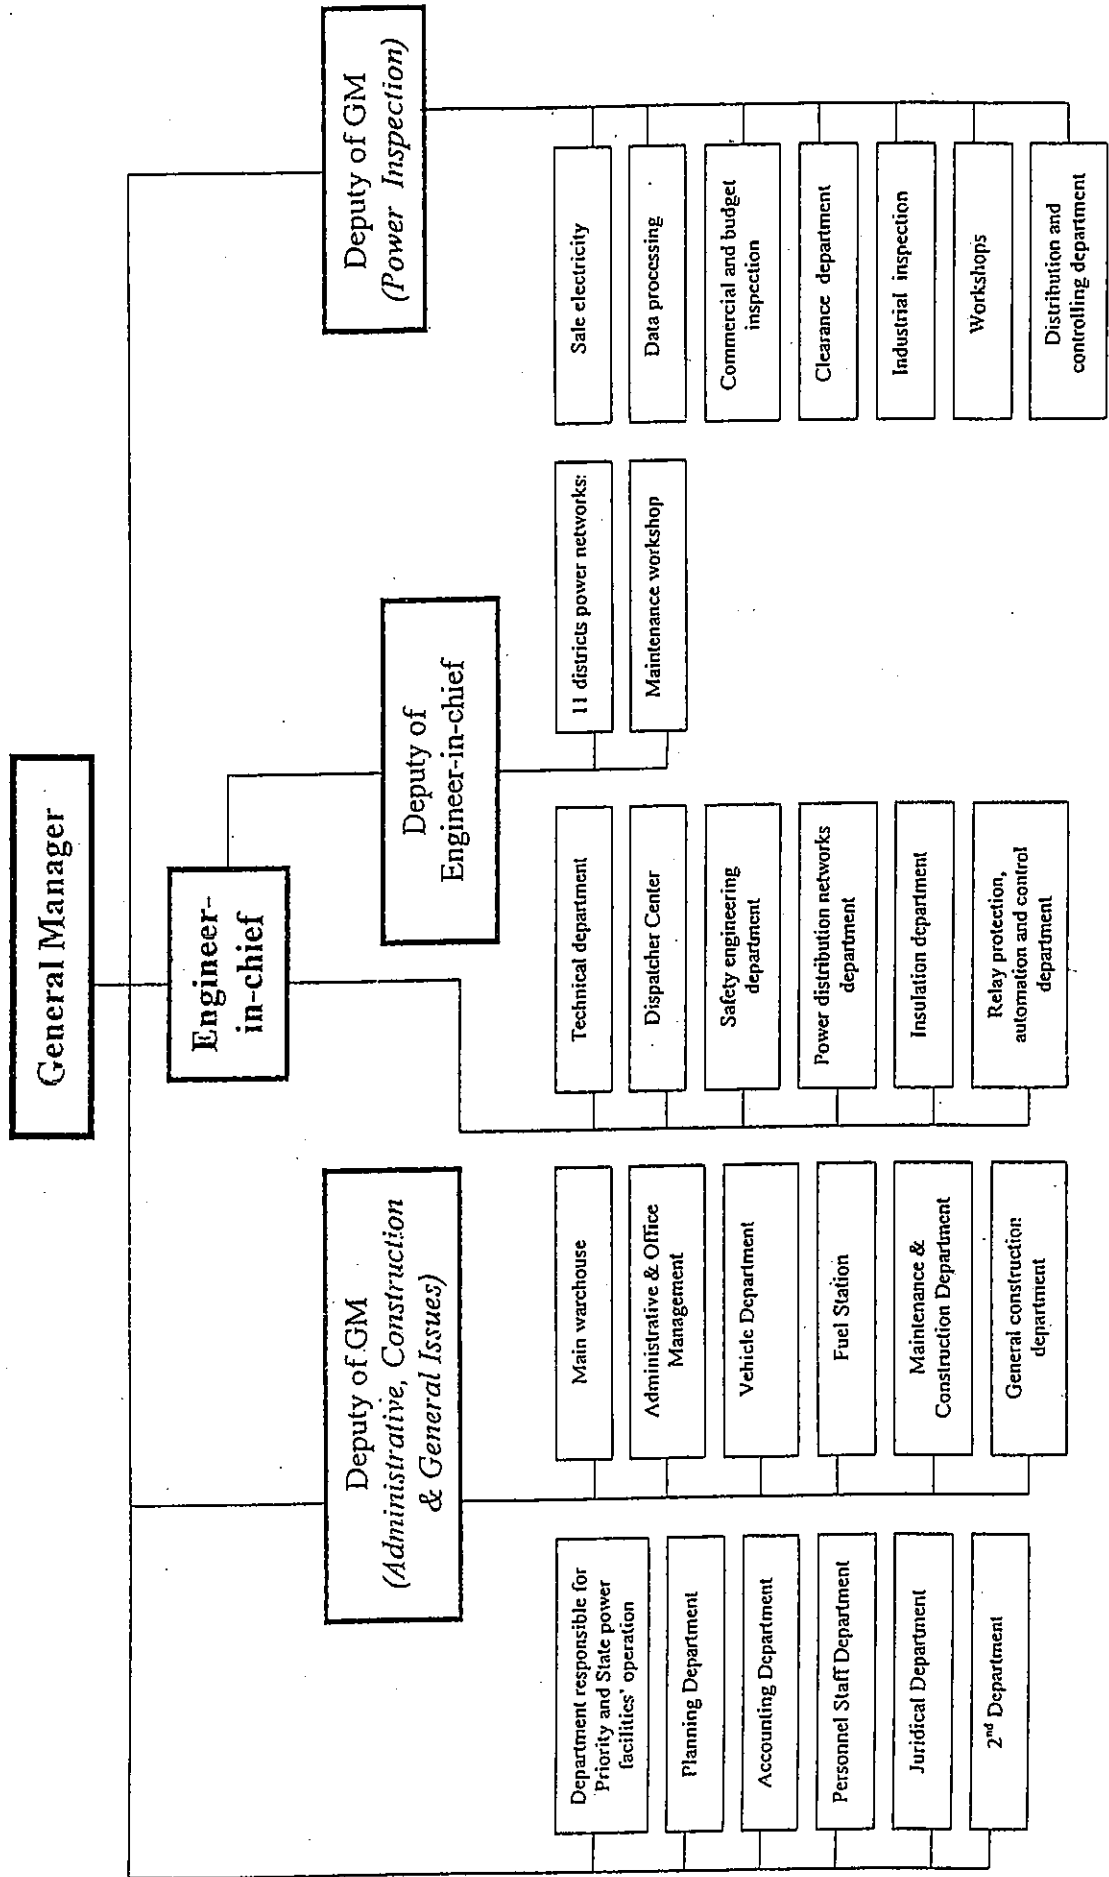 General Manager
Engineer-
in-chief
Deputy of GM
(Administrative, Construction
& General Issues)
Deputy of
Engineer-in-chief
Deputy of GM
(Power Inspection)
Department responsible for
Priority and State power
facilities' operation
Planning Department
Accounting Department
Personnel Staff Department
Juridical Department
2nd Department
Main warhouse
Administrative & Office
Management
Vehicle Department
Fuel Station
Maintenance &
Construction Department
General construction
department
Technical department
Dispatcher Center
Safety engineering
department
Power distribution networks
department
Insulation department
Relay protection,
automation and control
department
11 districts power networks:
Maintenance workshop
Sale electricity
Data processing
Commercial and budget
inspection
Clearance department
Industrial inspection
Workshops
Distribution and
controlling department